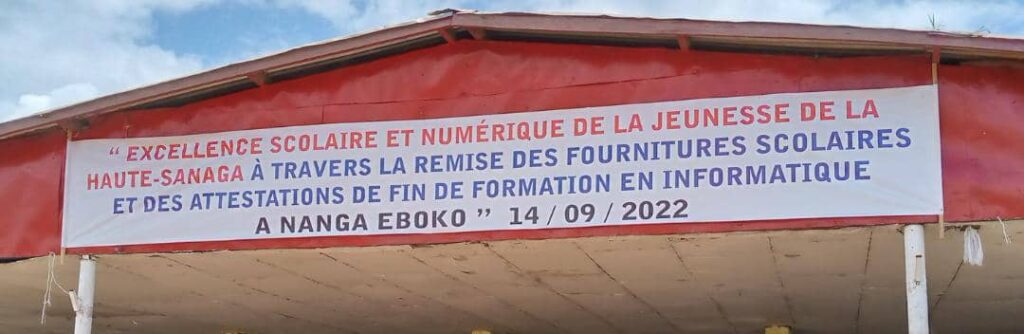 “ EXCELLENCE SCOLAIRE ET NUMÉRIQUE DE LA JEUNESSE DE LA
HAUTE-SANAGA À TRAVERS LA REMISE DES FOURNITURES SCOLAIRES
ET DES ATTESTATIONS DE FIN DE FORMATION EN INFORMATIQUE
A NANGA EBOKO ” 14 / 09 / 2022